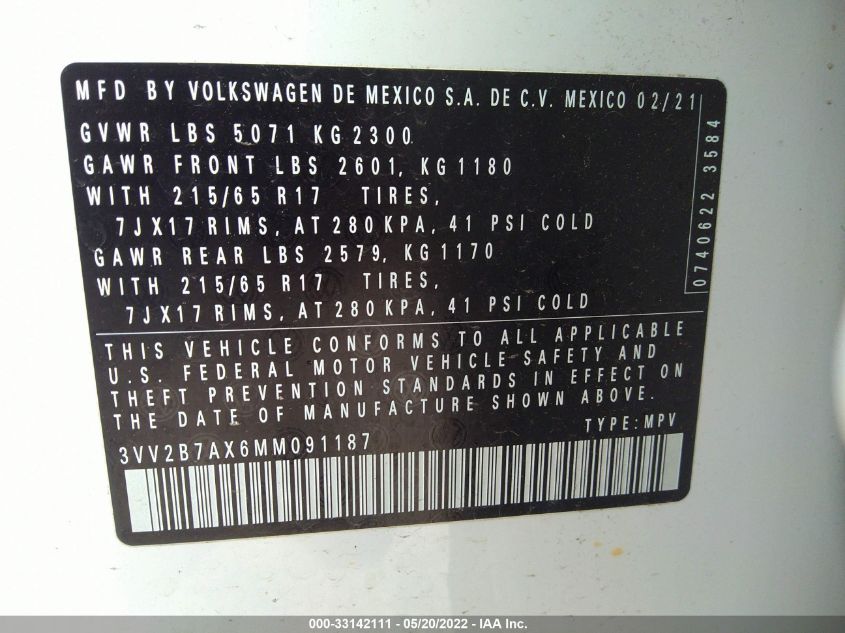 MFD BY VOLKSWAGEN DE MEXICO S.A. DE C.V. MEXICO 02/21
GVWR LBS 5071 KG 2300
GAWR FRONT LBS 2601, KG 1180
WITH 215/65 R17 TIRES,
7JX17 RIMS, AT 280 KPA, 41 PSI COLD
GAWR REAR LBS 2579, KG 1170
WITH 215/65 R17 TIRES,
7JX17 RIMS, AT 280 KPA, 41 PSI COLD
0740622 3584
THIS VEHICLE CONFORMS TO ALL APPLICABLE
U.S. FEDERAL MOTOR VEHICLE SAFETY AND
THEFT PREVENTION STANDARDS IN EFFECT ON
THE DATE OF MANUFACTURE SHOWN ABOVE.
TYPE: MPV
3VV2B7AX6MM091187
000-33142111 - 05/20/2022 - IAA Inc.